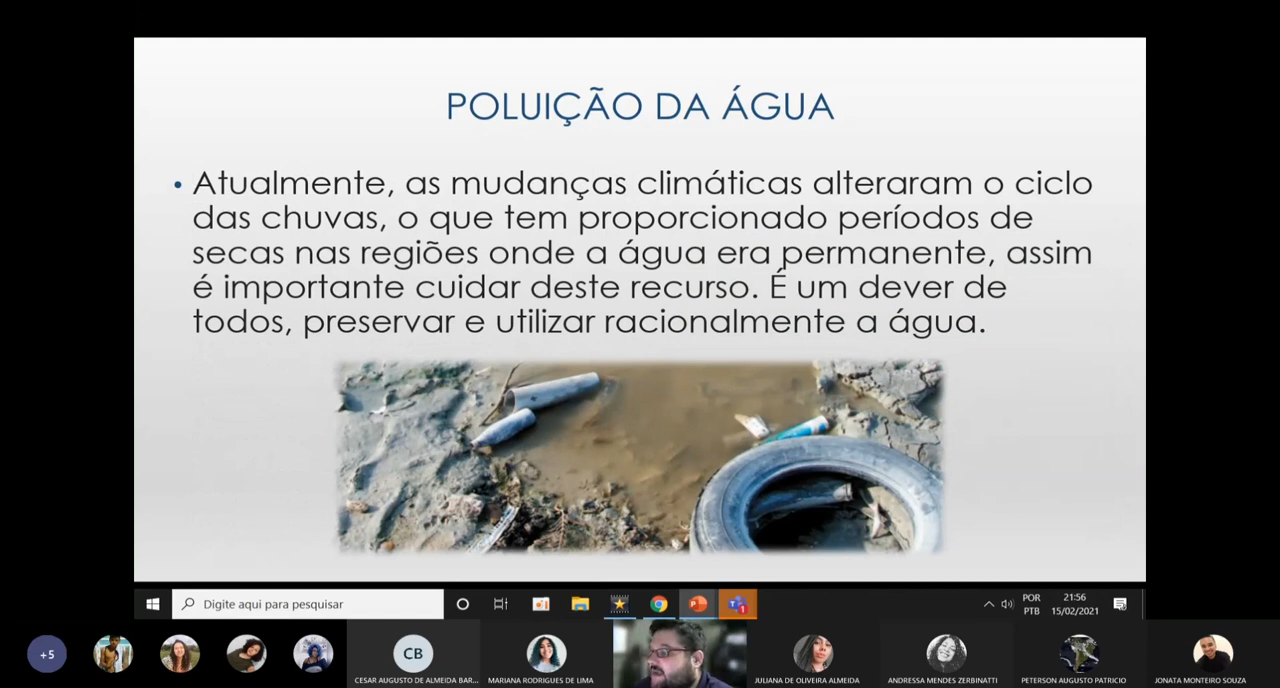 POLUIÇÃO DA ÁGUA
• Atualmente, as mudanças climáticas alteraram o ciclo
das chuvas, o que tem proporcionado períodos de
secas nas regiões onde a água era permanente, assim
é importante cuidar deste recurso. É um dever de
todos, preservar e utilizar racionalmente a água.
Digite aqui para pesquisar
1
POR
PTB
21:56
15/02/2021
+5
CB
CESAR AUGUSTO DE ALMEIDA BAR...
MARIANA RODRIGUES DE LIMA
JULIANA DE OLIVEIRA ALMEIDA
ANDRESSA MENDES ZERBINATTI
PETERSON AUGUSTO PATRICIO
JONATA MONTEIRO SOUZA